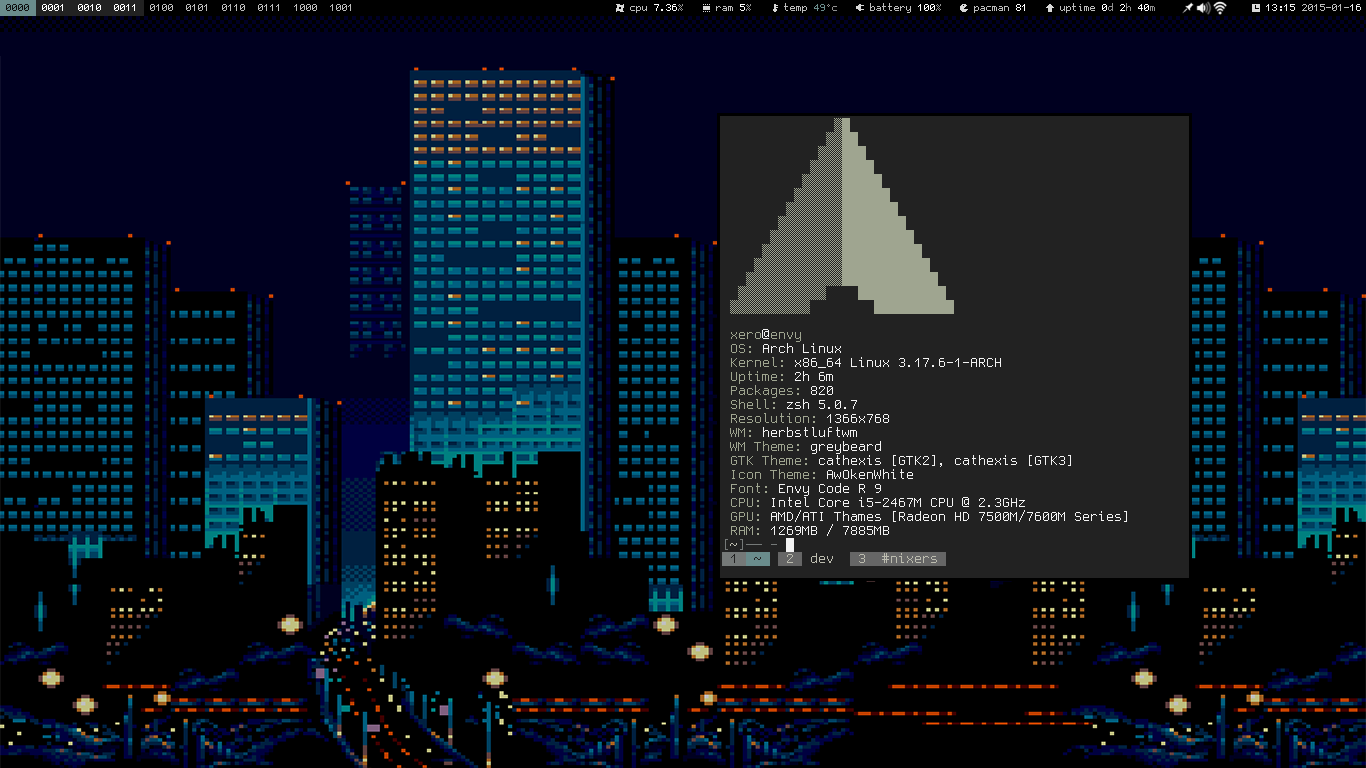 0000 0001 0010 0011 0100 0101 0110 0111 1000 1001 cpu 7.36% ram 5% temp 49°c battery 100% pacman 81 uptime 0d 2h 40m 13:15 2015-01-16
xero@envy
OS: Arch Linux
Kernel: x86_64 Linux 3.17.6-1-ARCH
Uptime: 2h 6m
Packages: 820
Shell: zsh 5.0.7
Resolution: 1366x768
WM: herbstluftwm
WM Theme: greybeard
GTK Theme: cathexis [GTK2], cathexis [GTK3]
Icon Theme: AwOkenWhite
Font: Envy Code R 9
CPU: Intel Core i5-2467M CPU @ 2.3GHz
GPU: AMD/ATI Thames [Radeon HD 7500M/7600M Series]
RAM: 1269MB / 7885MB
[~]── -
1 ~ 2 dev 3 #nixers